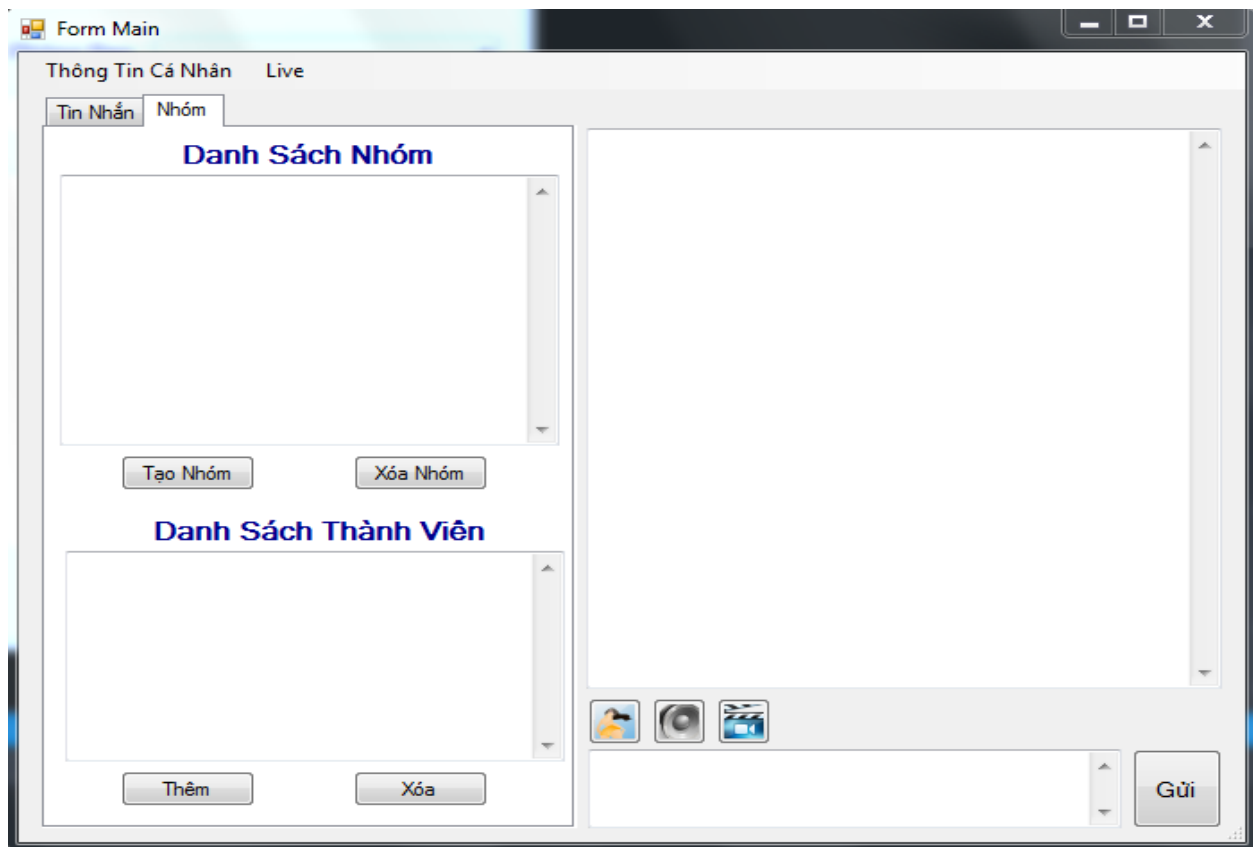 Form Main
Thông Tin Cá Nhân Live
Tin Nhắn Nhóm
Danh Sách Nhóm
Tạo Nhóm Xóa Nhóm
Danh Sách Thành Viên
Thêm Xóa
Gửi